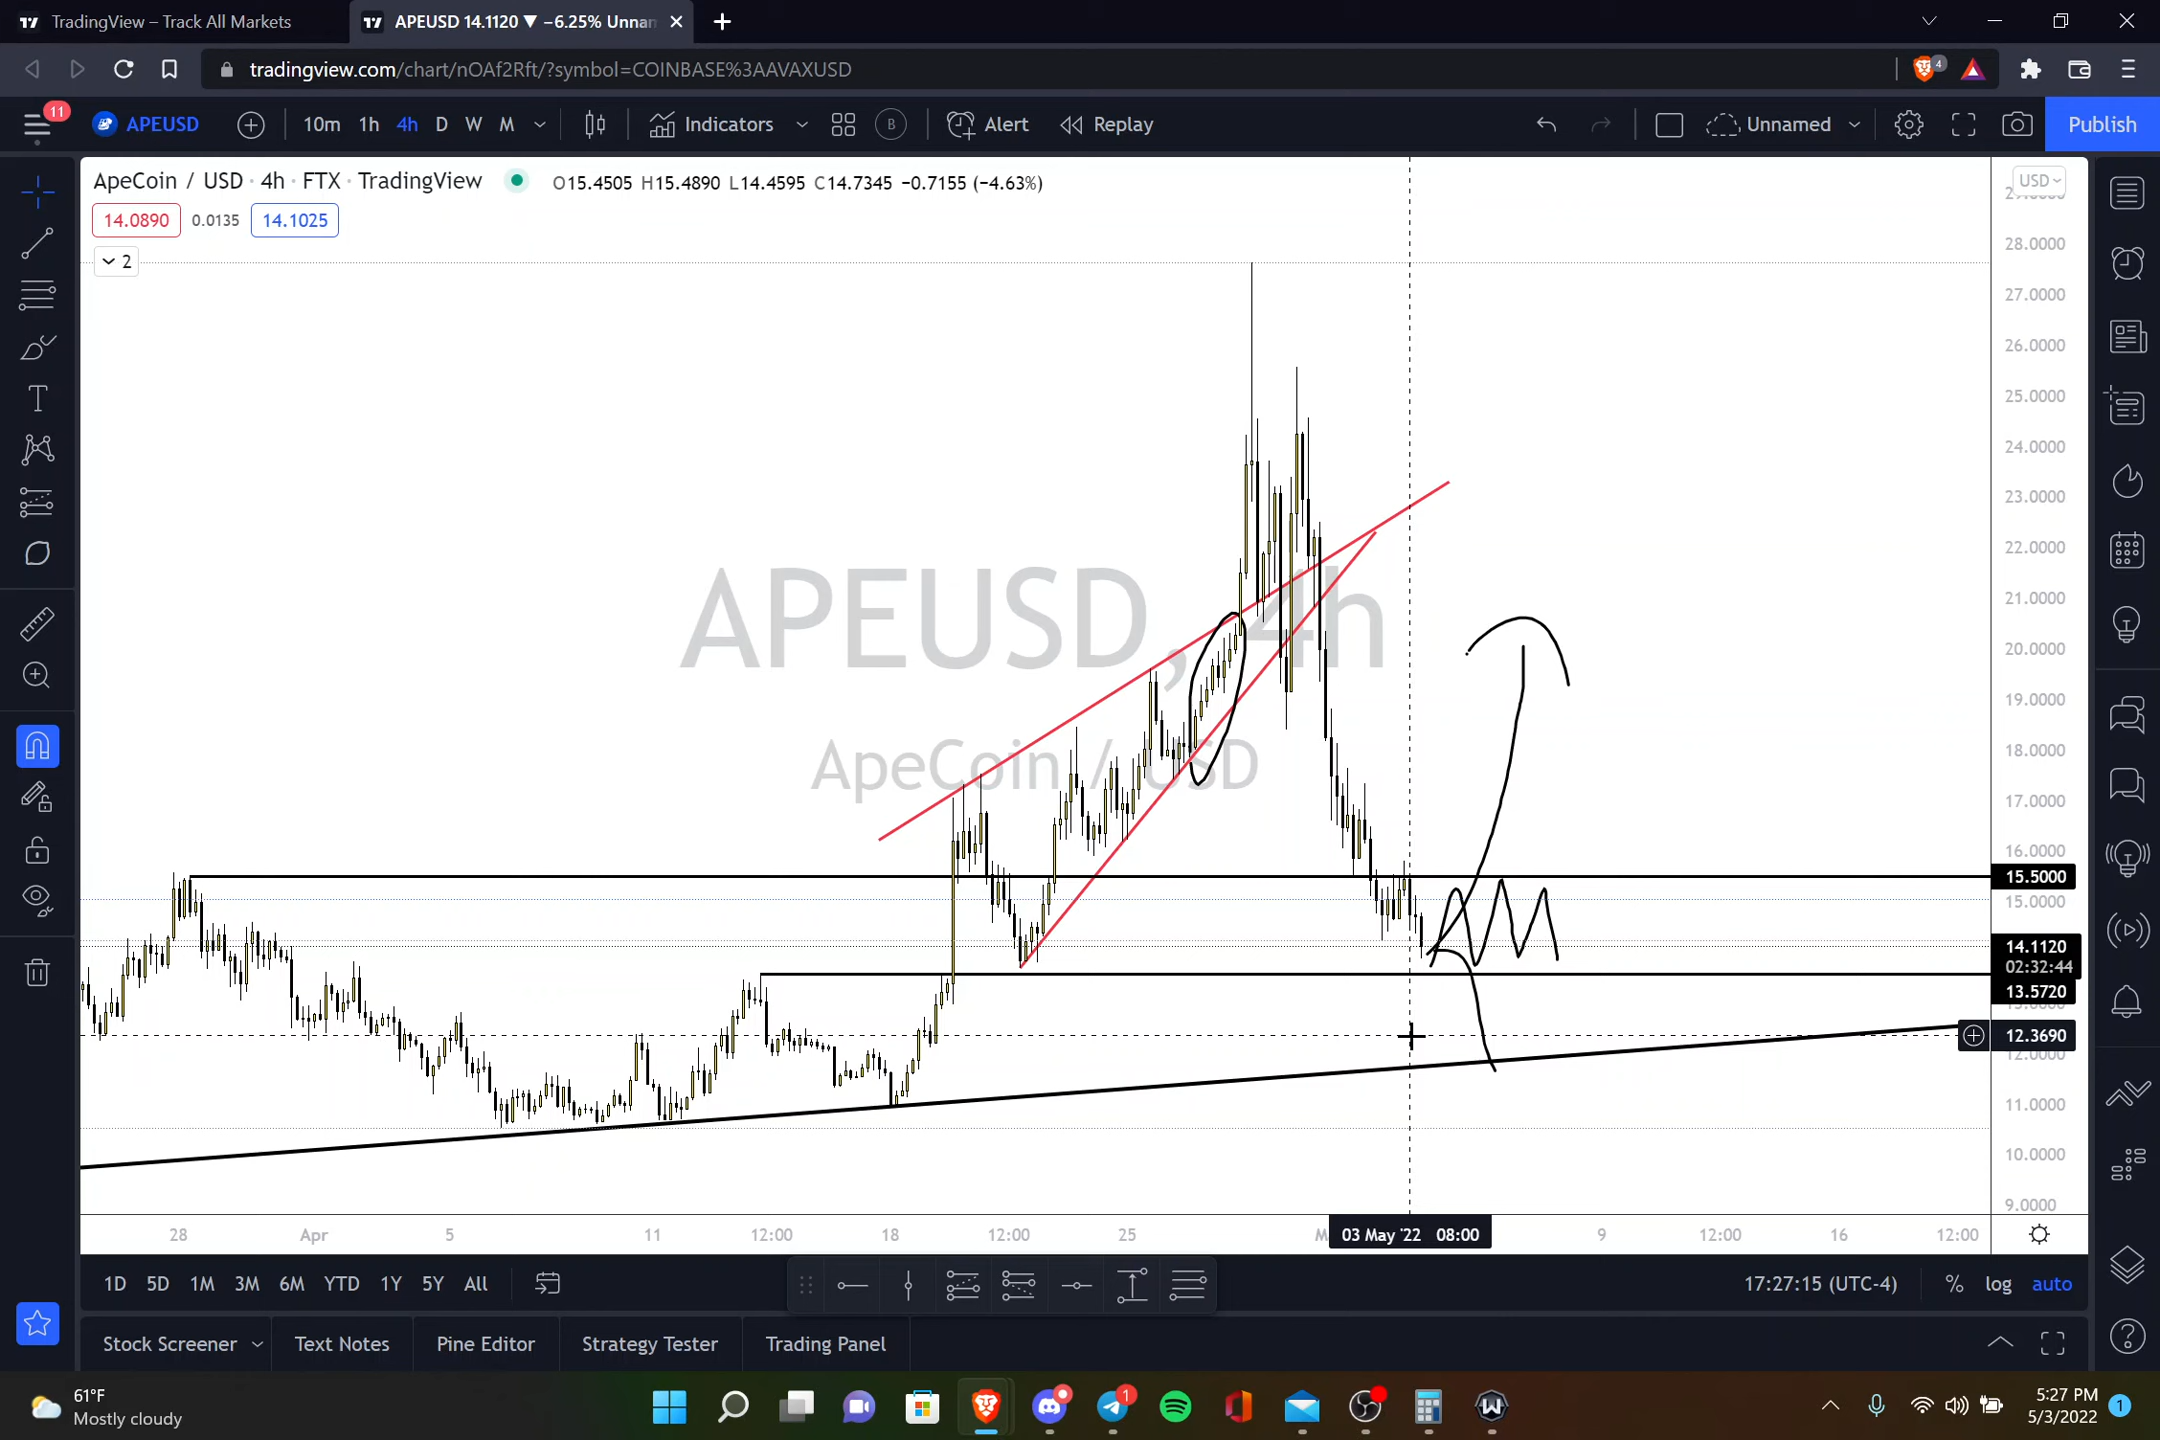 TradingView – Track All Markets
APEUSD 14.1120 ▼ −6.25% Unnan
tradingview.com/chart/nOAf2Rft/?symbol=COINBASE%3AAVAXUSD
4
11
APEUSD
10m 1h 4h D W M
Indicators
B
Alert
Replay
Unnamed
Publish
ApeCoin / USD · 4h · FTX · TradingView
O15.4505 H15.4890 L14.4595 C14.7345 −0.7155 (−4.63%)
USD
14.0890 0.0135 14.1025
2
28.0000
27.0000
26.0000
25.0000
24.0000
23.0000
22.0000
21.0000
20.0000
19.0000
18.0000
17.0000
16.0000
15.5000
15.0000
14.1120
02:32:44
13.5720
12.3690
12.0000
11.0000
10.0000
9.0000
APEUSD, 4h
ApeCoin / USD
28 Apr 5 11 12:00 18 12:00 25 M 03 May '22 08:00 9 12:00 16 12:00
1D 5D 1M 3M 6M YTD 1Y 5Y All
17:27:15 (UTC-4) % log auto
Stock Screener Text Notes Pine Editor Strategy Tester Trading Panel
61°F
Mostly cloudy
1
5:27 PM
5/3/2022
1